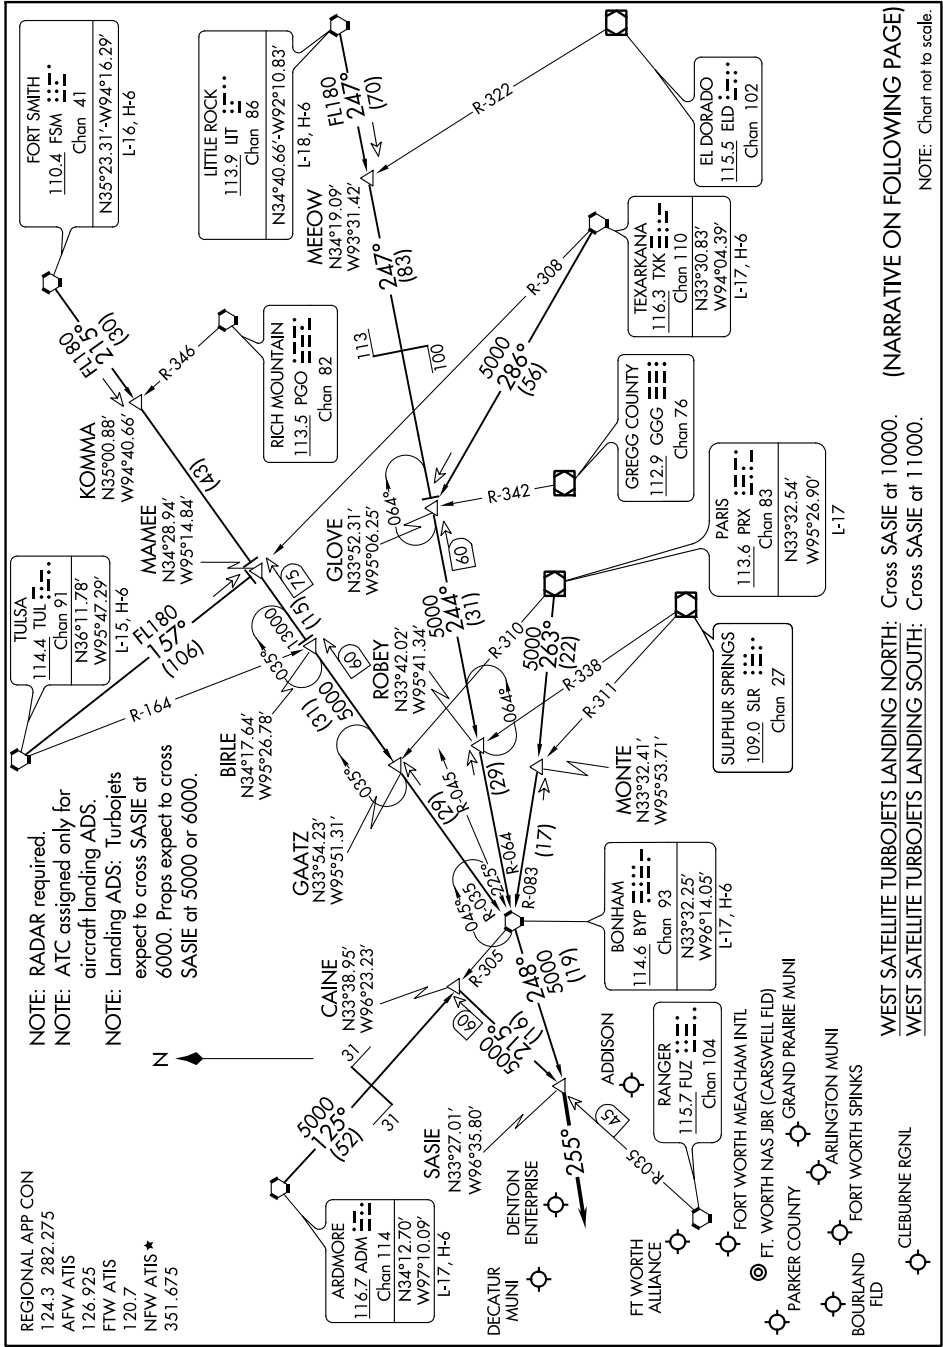 REGIONAL APP CON
124.3 282.275
AFW ATIS
126.925
FTW ATIS
120.7
NFW ATIS★
351.675
NOTE: RADAR required.
NOTE: ATC assigned only for
aircraft landing ADS.
NOTE: Landing ADS: Turbojets
expect to cross SASIE at
6000. Props expect to cross
SASIE at 5000 or 6000.
N
TULSA
114.4 TUL
Chan 91
N36°11.78'
W95°47.29'
L-15, H-6
FORT SMITH
110.4 FSM
Chan 41
N35°23.31'-W94°16.29'
L-16, H-6
LITTLE ROCK
113.9 LIT
Chan 86
N34°40.66'-W92°10.83'
L-18, H-6
RICH MOUNTAIN
113.5 PGO
Chan 82
EL DORADO
115.5 ELD
Chan 102
TEXARKANA
116.3 TXK
Chan 110
N33°30.83'
W94°04.39'
L-17, H-6
GREGG COUNTY
112.9 GGG
Chan 76
PARIS
113.6 PRX
Chan 83
N33°32.54'
W95°26.90'
L-17
SULPHUR SPRINGS
109.0 SLR
Chan 27
BONHAM
114.6 BYP
Chan 93
N33°32.25'
W96°14.05'
L-17, H-6
RANGER
115.7 FUZ
Chan 104
ARDMORE
116.7 ADM
Chan 114
N34°12.70'
W97°10.09'
L-17, H-6
KOMMA
N35°00.88'
W94°40.66'
MAMEE
N34°28.94'
W95°14.84'
BIRLE
N34°17.64'
W95°26.78'
GAATZ
N33°54.23'
W95°51.31'
CAINE
N33°38.95'
W96°23.23'
SASIE
N33°27.01'
W96°35.80'
MEEOW
N34°19.09'
W93°31.42'
GLOVE
N33°52.31'
W95°06.25'
ROBEY
N33°42.02'
W95°41.34'
MONTE
N33°32.41'
W95°53.71'
FL180
215°
(30)
R-346
(43)
FL180
157°
(106)
R-164
75
13000
(15)
035°
60
5000
(31)
035°
(29)
R-035
FL180
247°
(70)
R-322
247°
(83)
113
100
R-308
5000
286°
(56)
R-342
064°
60
5000
244°
(31)
R-310
064°
R-338
(29)
R-064
R-045
225°
045°
5000
263°
(22)
R-311
(17)
R-083
R-305
5000
125°
(52)
31
31
60
5000
215°
(16)
248°
5000
(19)
255°
45
R-035
ADDISON
DENTON
ENTERPRISE
DECATUR
MUNI
FT WORTH
ALLIANCE
FORT WORTH MEACHAM INTL
FT. WORTH NAS JBR (CARSWELL FLD)
GRAND PRAIRIE MUNI
PARKER COUNTY
ARLINGTON MUNI
FORT WORTH SPINKS
BOURLAND
FLD
CLEBURNE RGNL
WEST SATELLITE TURBOJETS LANDING NORTH: Cross SASIE at 10000.
WEST SATELLITE TURBOJETS LANDING SOUTH: Cross SASIE at 11000.
(NARRATIVE ON FOLLOWING PAGE)
NOTE: Chart not to scale.